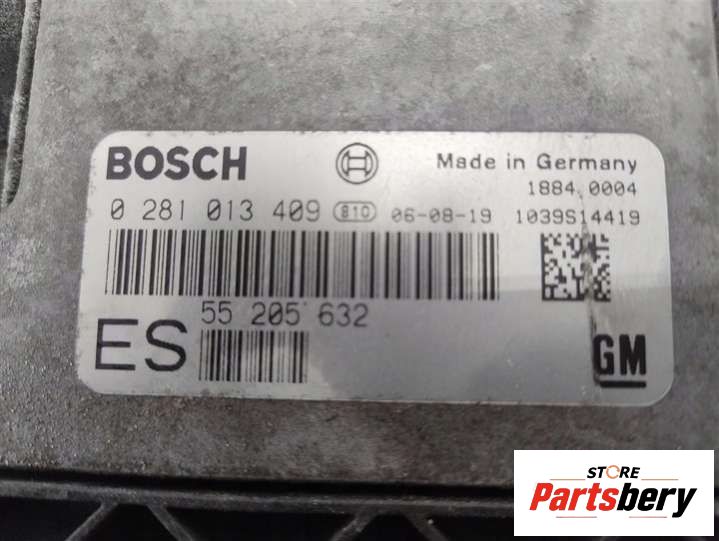 BOSCH Made in Germany
1884 0004
0 281 013 409 810 06-08-19 1039S14419
55 205 632
ES
GM
STORE
Partsbery